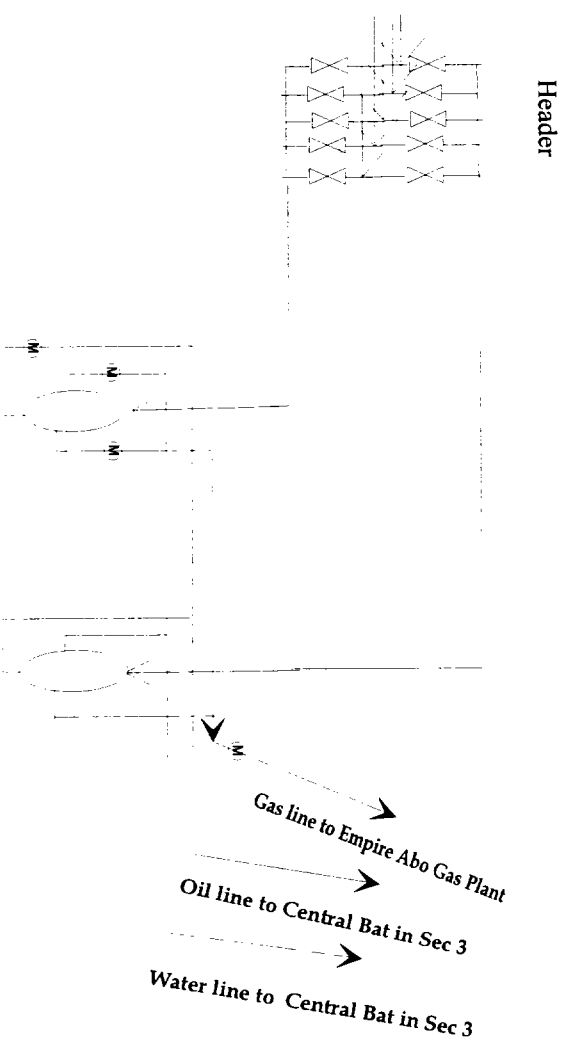 Header
M
M
M
M
Gas line to Empire Abo Gas Plant
Oil line to Central Bat in Sec 3
Water line to Central Bat in Sec 3